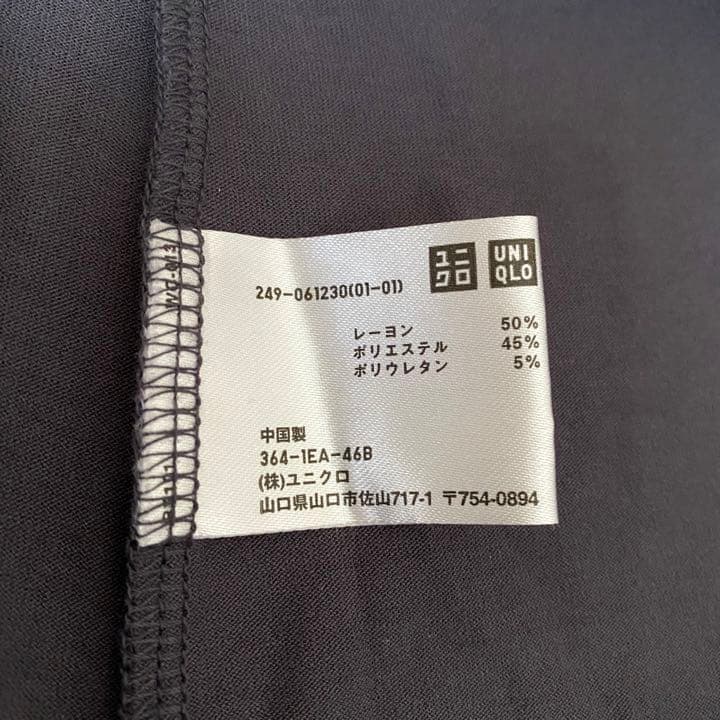 ユニクロ
UNIQLO
249-061230(01-01)
レーヨン 50%
ポリエステル 45%
ポリウレタン 5%
中国製
364-1EA-46B
(株)ユニクロ
山口県山口市佐山717-1 〒754-0894